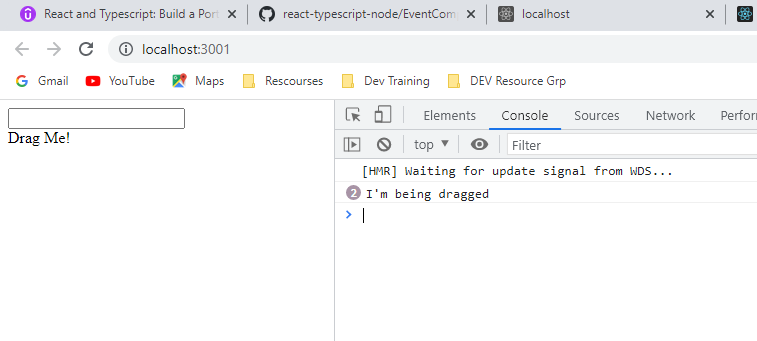 React and Typescript: Build a Port
react-typescript-node/EventCom
localhost
localhost:3001
Gmail YouTube Maps Rescourses Dev Training DEV Resource Grp
Drag Me!
Elements Console Sources Network Perforn
top Filter
[HMR] Waiting for update signal from WDS...
2 I'm being dragged